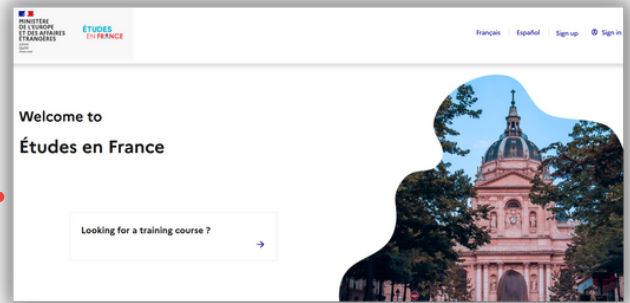 MINISTÈRE
DE L'EUROPE
ET DES AFFAIRES
ÉTRANGÈRES
ÉTUDES
EN FRANCE
Français Español Sign up Sign in
Welcome to
Études en France
Looking for a training course ?